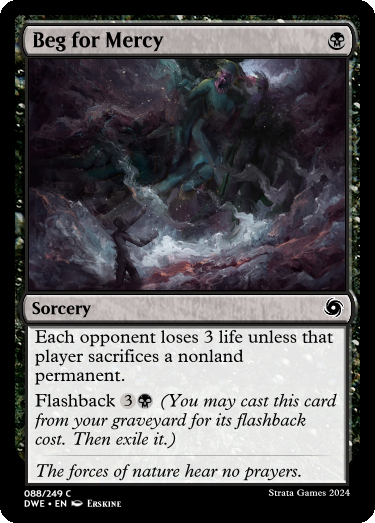 Beg for Mercy
Sorcery
Each opponent loses 3 life unless that
player sacrifices a nonland
permanent.
Flashback 3 (You may cast this card
from your graveyard for its flashback
cost. Then exile it.)
The forces of nature hear no prayers.
088/249 C
DWE • EN Erskine
Strata Games 2024